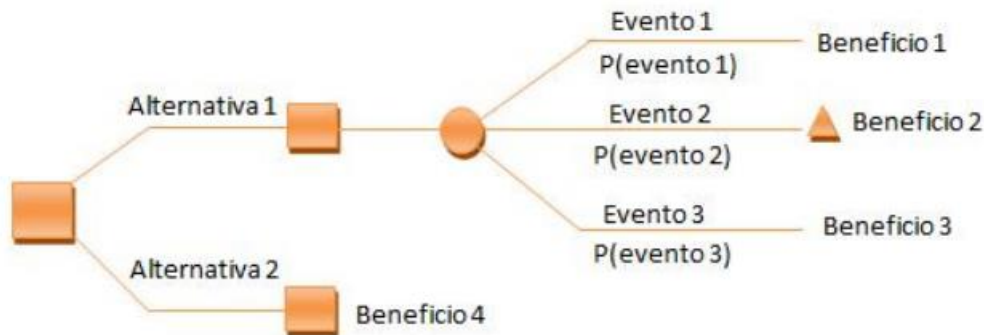 Evento 1
Beneficio 1
P(evento 1)
Alternativa 1
Evento 2
Beneficio 2
P(evento 2)
Evento 3
Beneficio 3
P(evento 3)
Alternativa 2
Beneficio 4